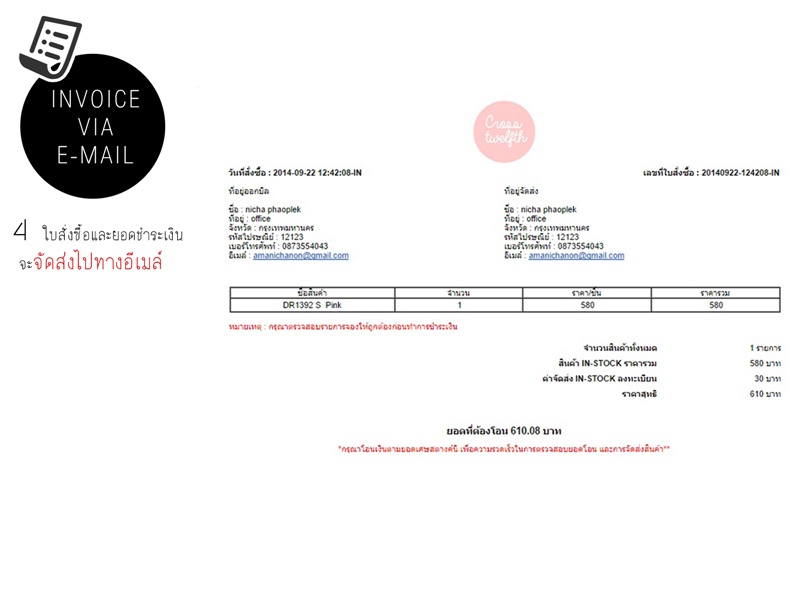 INVOICE
VIA
E-MAIL
4 ใบสั่งซื้อและยอดชำระเงิน
จะจัดส่งไปทางอีเมล์
Cross
twelfth
วันที่สั่งซื้อ : 2014-09-22 12:42:08-IN
เลขที่ใบสั่งซื้อ : 20140922-124208-IN
ที่อยู่ออกบิล
ชื่อ : nicha phaoplek
ที่อยู่ : office
จังหวัด : กรุงเทพมหานคร
รหัสไปรษณีย์ : 12123
เบอร์โทรศัพท์ : 0873554043
อีเมล์ : amanichanon@gmail.com
ที่อยู่จัดส่ง
ชื่อ : nicha phaoplek
ที่อยู่ : office
จังหวัด : กรุงเทพมหานคร
รหัสไปรษณีย์ : 12123
เบอร์โทรศัพท์ : 0873554043
อีเมล์ : amanichanon@gmail.com
ชื่อสินค้า จำนวน ราคา/ชิ้น ราคารวม
DR1392 S Pink 1 580 580
หมายเหตุ : กรุณาตรวจสอบรายการจองให้ถูกต้องก่อนทำการชำระเงิน
จำนวนสินค้าทั้งหมด 1 รายการ
สินค้า IN-STOCK ราคารวม 580 บาท
ค่าจัดส่ง IN-STOCK ลงทะเบียน 30 บาท
ราคาสุทธิ 610 บาท
ยอดที่ต้องโอน 610.08 บาท
*กรุณาโอนเงินตามยอดเศษสตางค์นี้ เพื่อความรวดเร็วในการตรวจสอบยอดโอน และการจัดส่งสินค้า**